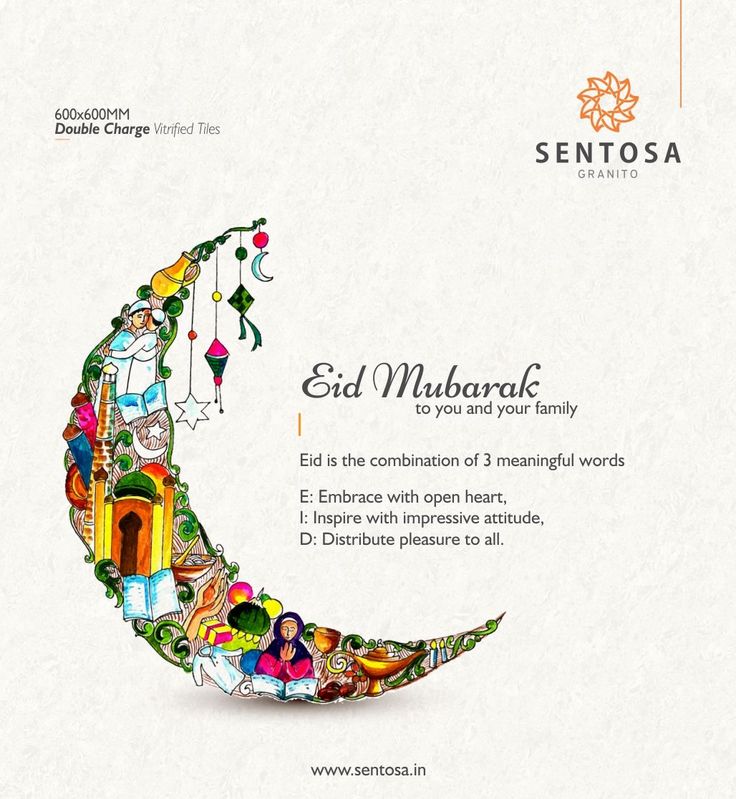 600x600MM
Double Charge Vitrified Tiles
SENTOSA
GRANITO
Eid Mubarak
to you and your family
Eid is the combination of 3 meaningful words
E: Embrace with open heart,
I: Inspire with impressive attitude,
D: Distribute pleasure to all.
www.sentosa.in